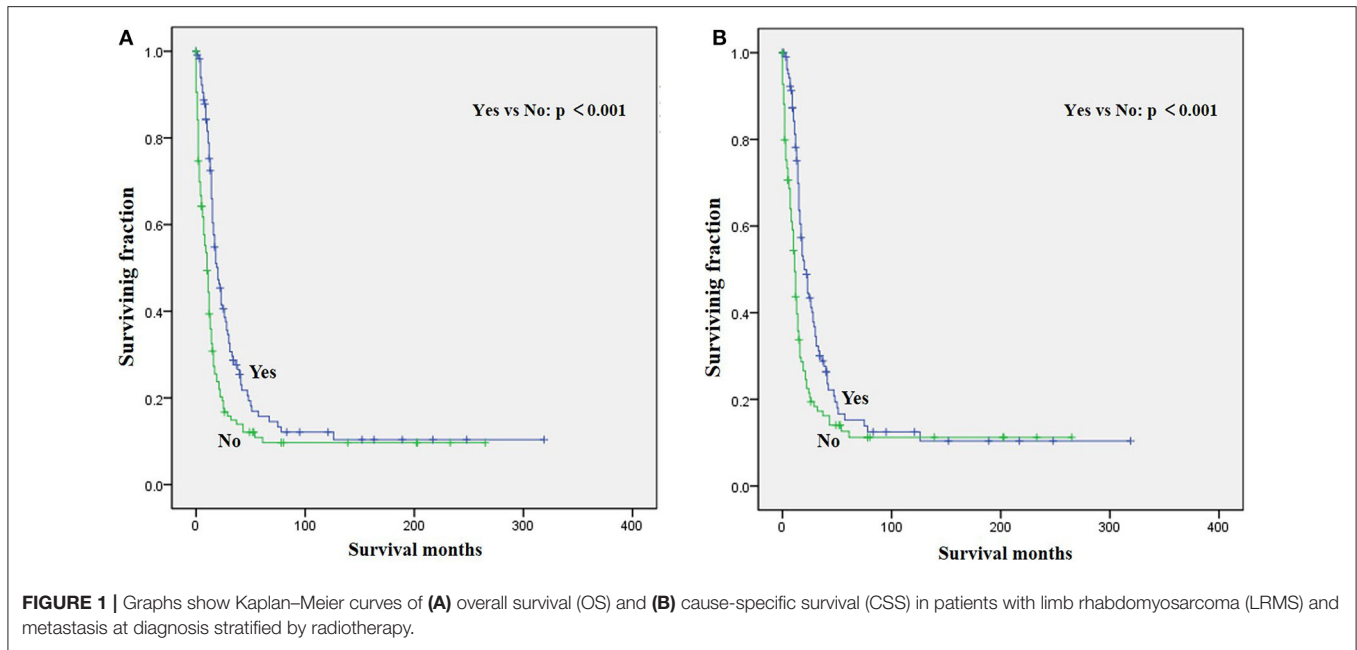 A
Yes vs No: p <0.001
Survivinig fraction
1.0
0.8
0.6
0.4
0.2
0.0
Yes
No
0 100 200 300 400
Survival months
B
Yes vs No: p <0.001
Surviving fraction
1.0
0.8
0.6
0.4
0.2
0.0
Yes
No
0 100 200 300 400
Survival months
FIGURE 1 | Graphs show Kaplan–Meier curves of (A) overall survival (OS) and (B) cause-specific survival (CSS) in patients with limb rhabdomyosarcoma (LRMS) and
metastasis at diagnosis stratified by radiotherapy.